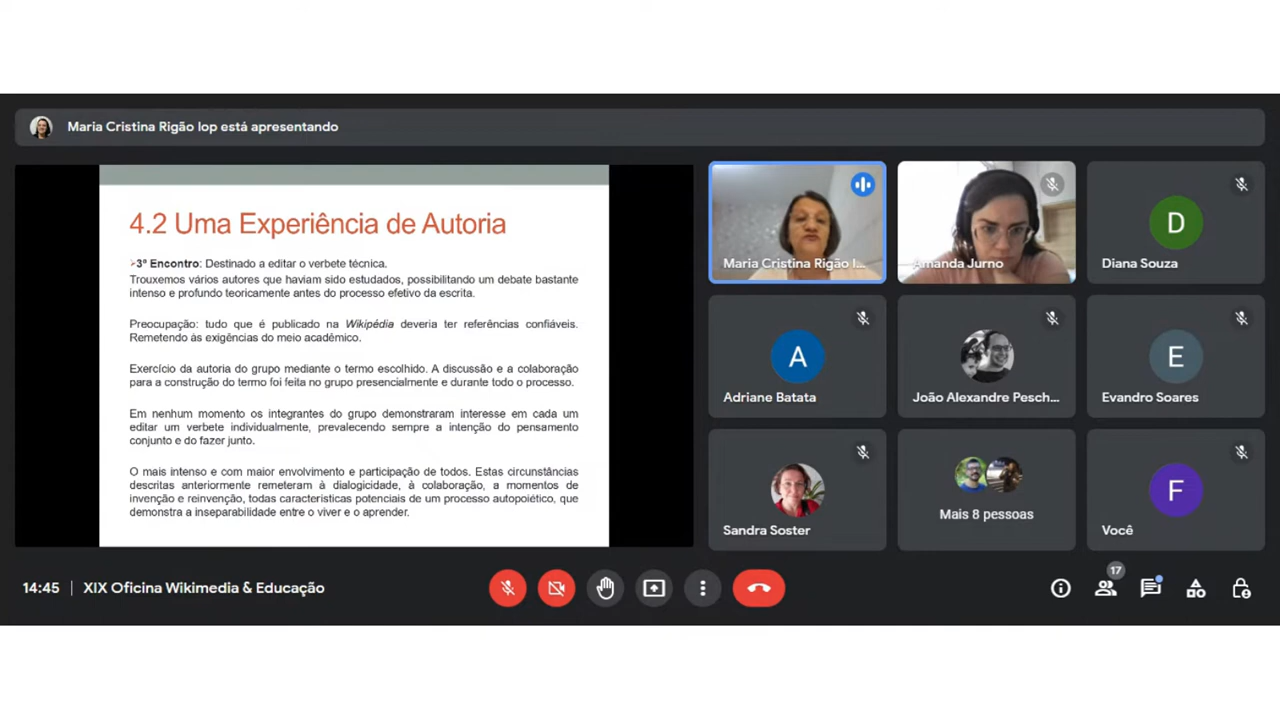 Maria Cristina Rigão Iop está apresentando
4.2 Uma Experiência de Autoria
➢3º Encontro: Destinado a editar o verbete técnica.
Trouxemos vários autores que haviam sido estudados, possibilitando um debate bastante
intenso e profundo teoricamente antes do processo efetivo da escrita.
Preocupação: tudo que é publicado na Wikipédia deveria ter referências confiáveis.
Remetendo às exigências do meio acadêmico.
Exercício da autoria do grupo mediante o termo escolhido. A discussão e a colaboração
para a construção do termo foi feita no grupo presencialmente e durante todo o processo.
Em nenhum momento os integrantes do grupo demonstraram interesse em cada um
editar um verbete individualmente, prevalecendo sempre a intenção do pensamento
conjunto e do fazer junto.
O mais intenso e com maior envolvimento e participação de todos. Estas circunstâncias
descritas anteriormente remeteram à dialogicidade, à colaboração, a momentos de
invenção e reinvenção, todas características potenciais de um processo autopoiético, que
demonstra a inseparabilidade entre o viver e o aprender.
Maria Cristina Rigão I...
Amanda Jurno
D
Diana Souza
A
Adriane Batata
João Alexandre Pesch...
E
Evandro Soares
Sandra Soster
Mais 8 pessoas
F
Você
14:45 | XIX Oficina Wikimedia & Educação
17